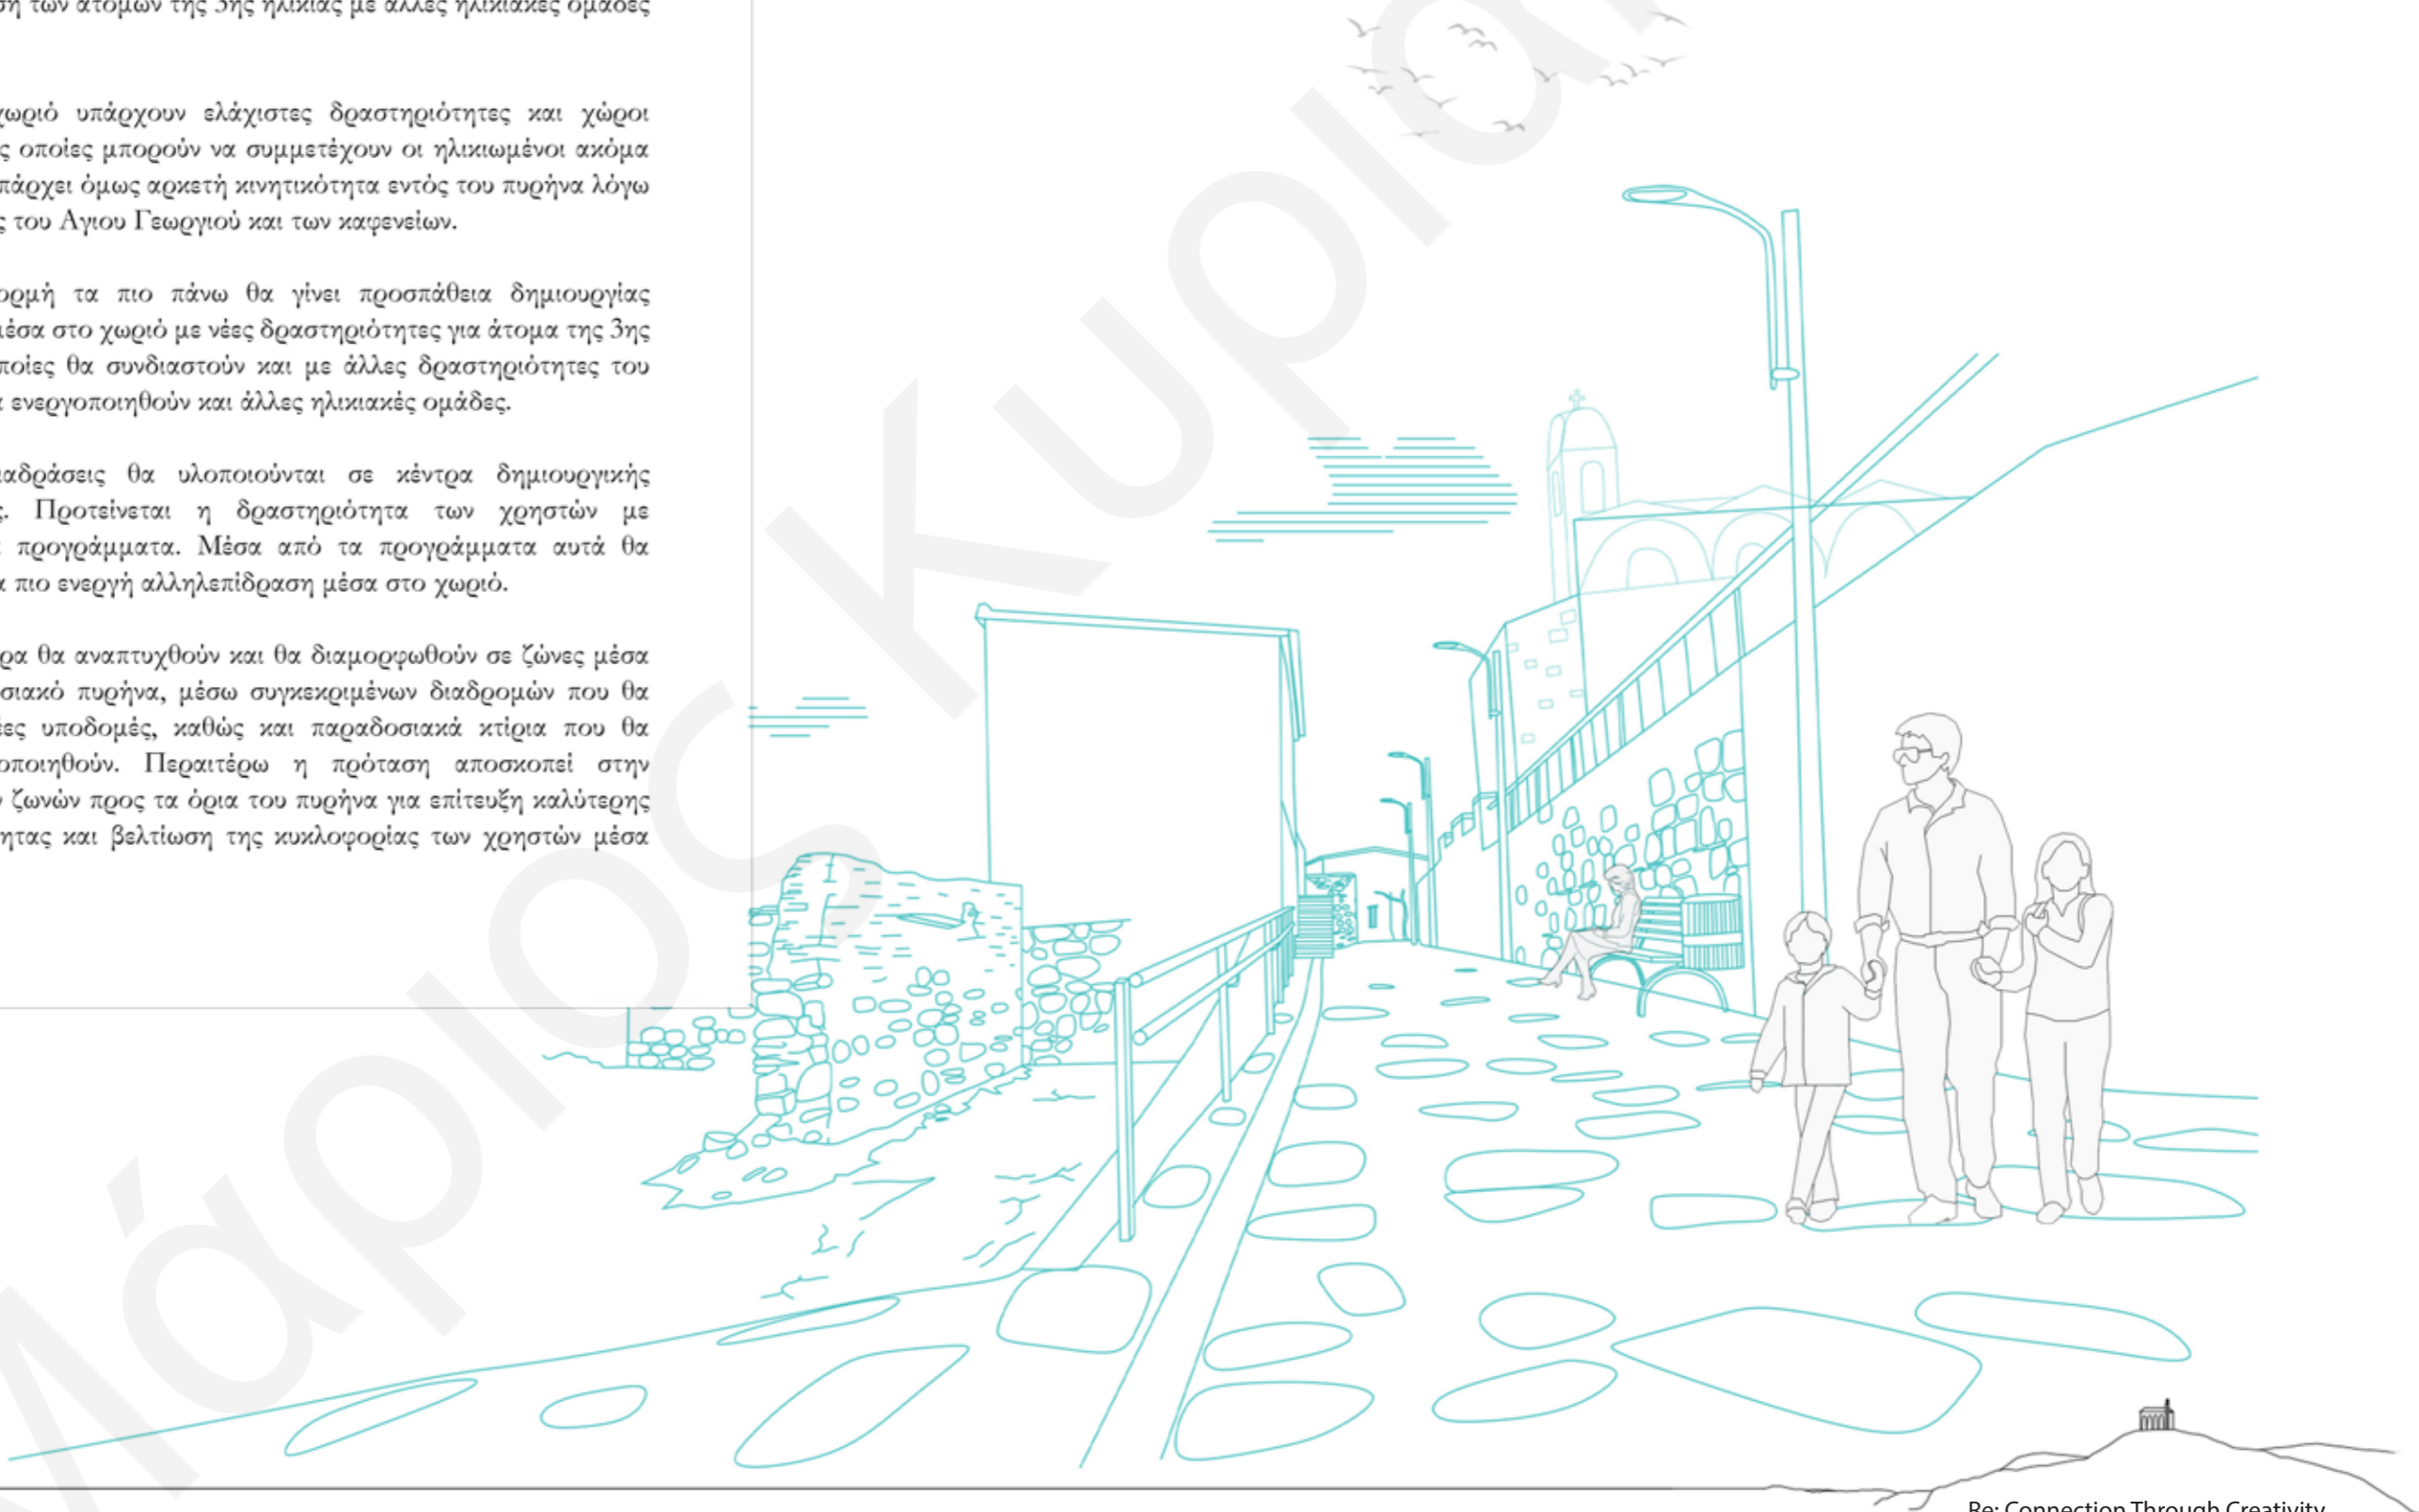 ση των ατόμων της 3ης ηλικίας με άλλες ηλικιακές ομάδες
χωριό υπάρχουν ελάχιστες δραστηριότητες και χώροι
ς οποίες μπορούν να συμμετέχουν οι ηλικιωμένοι ακόμα
πάρχει όμως αρκετή κινητικότητα εντός του πυρήνα λόγω
ς του Αγιου Γεωργιού και των καφενείων.
ορμή τα πιο πάνω θα γίνει προσπάθεια δημιουργίας
μέσα στο χωριό με νέες δραστηριότητες για άτομα της 3ης
ποίες θα συνδιαστούν και με άλλες δραστηριότητες του
α ενεργοποιηθούν και άλλες ηλικιακές ομάδες.
ιαδράσεις θα υλοποιούνται σε κέντρα δημιουργικής
ς. Προτείνεται η δραστηριότητα των χρηστών με
α προγράμματα. Μέσα από τα προγράμματα αυτά θα
α πιο ενεργή αλληλεπίδραση μέσα στο χωριό.
ρα θα αναπτυχθούν και θα διαμορφωθούν σε ζώνες μέσα
σιακό πυρήνα, μέσω συγκεκριμένων διαδρομών που θα
έες υποδομές, καθώς και παραδοσιακά κτίρια που θα
οποιηθούν. Περαιτέρω η πρόταση αποσκοπεί στην
ν ζωνών προς τα όρια του πυρήνα για επίτευξη καλύτερης
ητας και βελτίωση της κυκλοφορίας των χρηστών μέσα
Μάριος Κυρια
Re: Connection Through Creativity